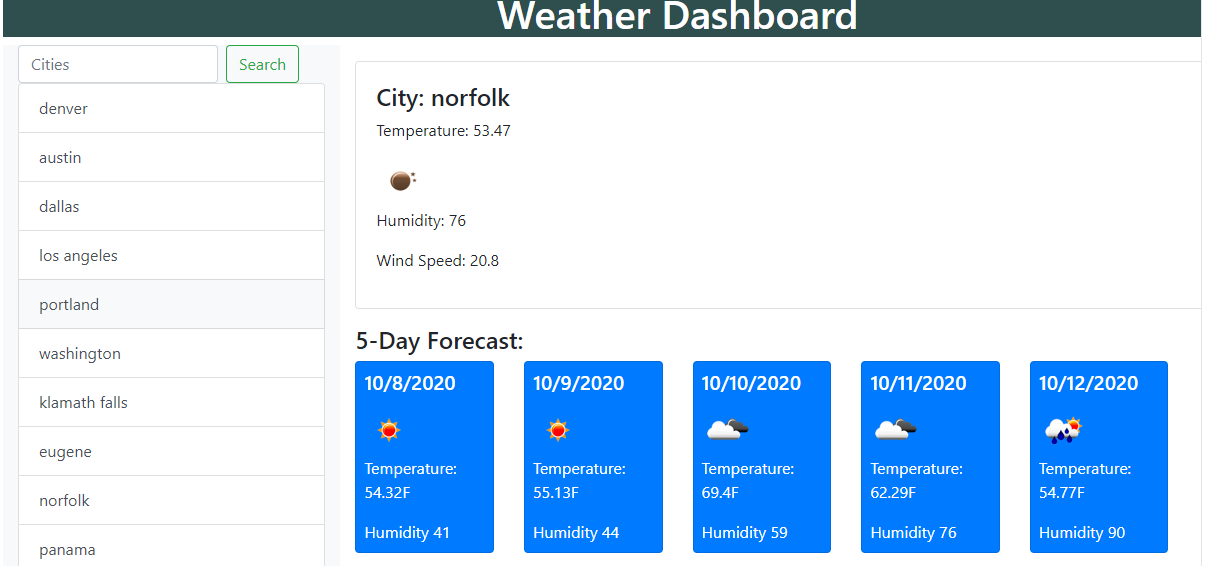 Weather Dashboard
Cities
Search
denver
austin
dallas
los angeles
portland
washington
klamath falls
eugene
norfolk
panama
City: norfolk
Temperature: 53.47
Humidity: 76
Wind Speed: 20.8
5-Day Forecast:
10/8/2020
Temperature:
54.32F
Humidity 41
10/9/2020
Temperature:
55.13F
Humidity 44
10/10/2020
Temperature:
69.4F
Humidity 59
10/11/2020
Temperature:
62.29F
Humidity 76
10/12/2020
Temperature:
54.77F
Humidity 90